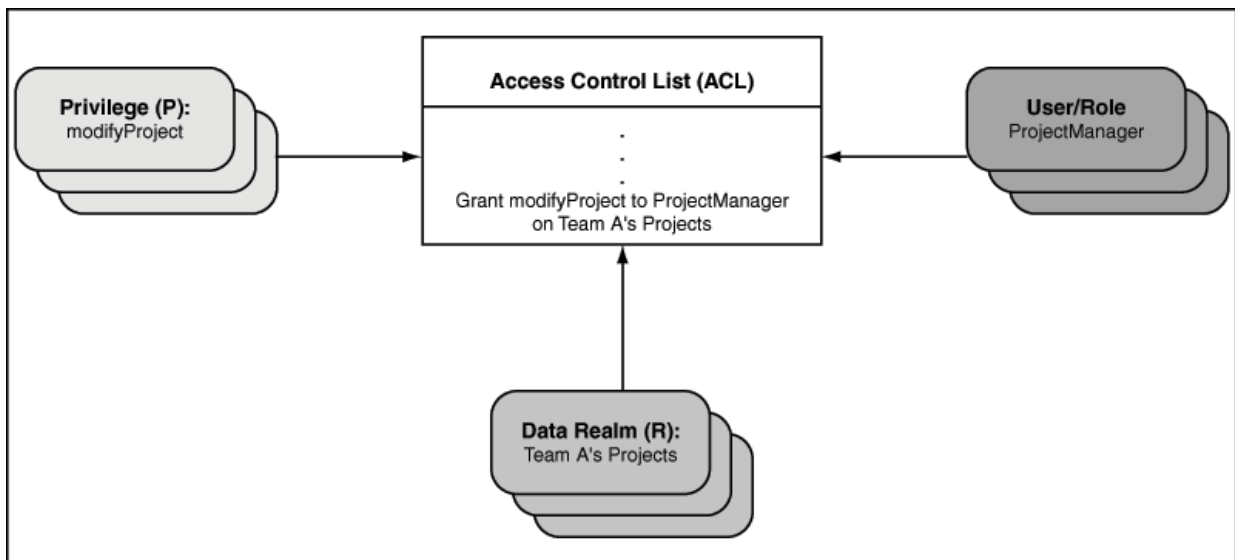 Access Control List (ACL)
Privilege (P):
modifyProject
User/Role
ProjectManager
.
.
.
Grant modifyProject to ProjectManager
on Team A's Projects
Data Realm (R):
Team A's Projects